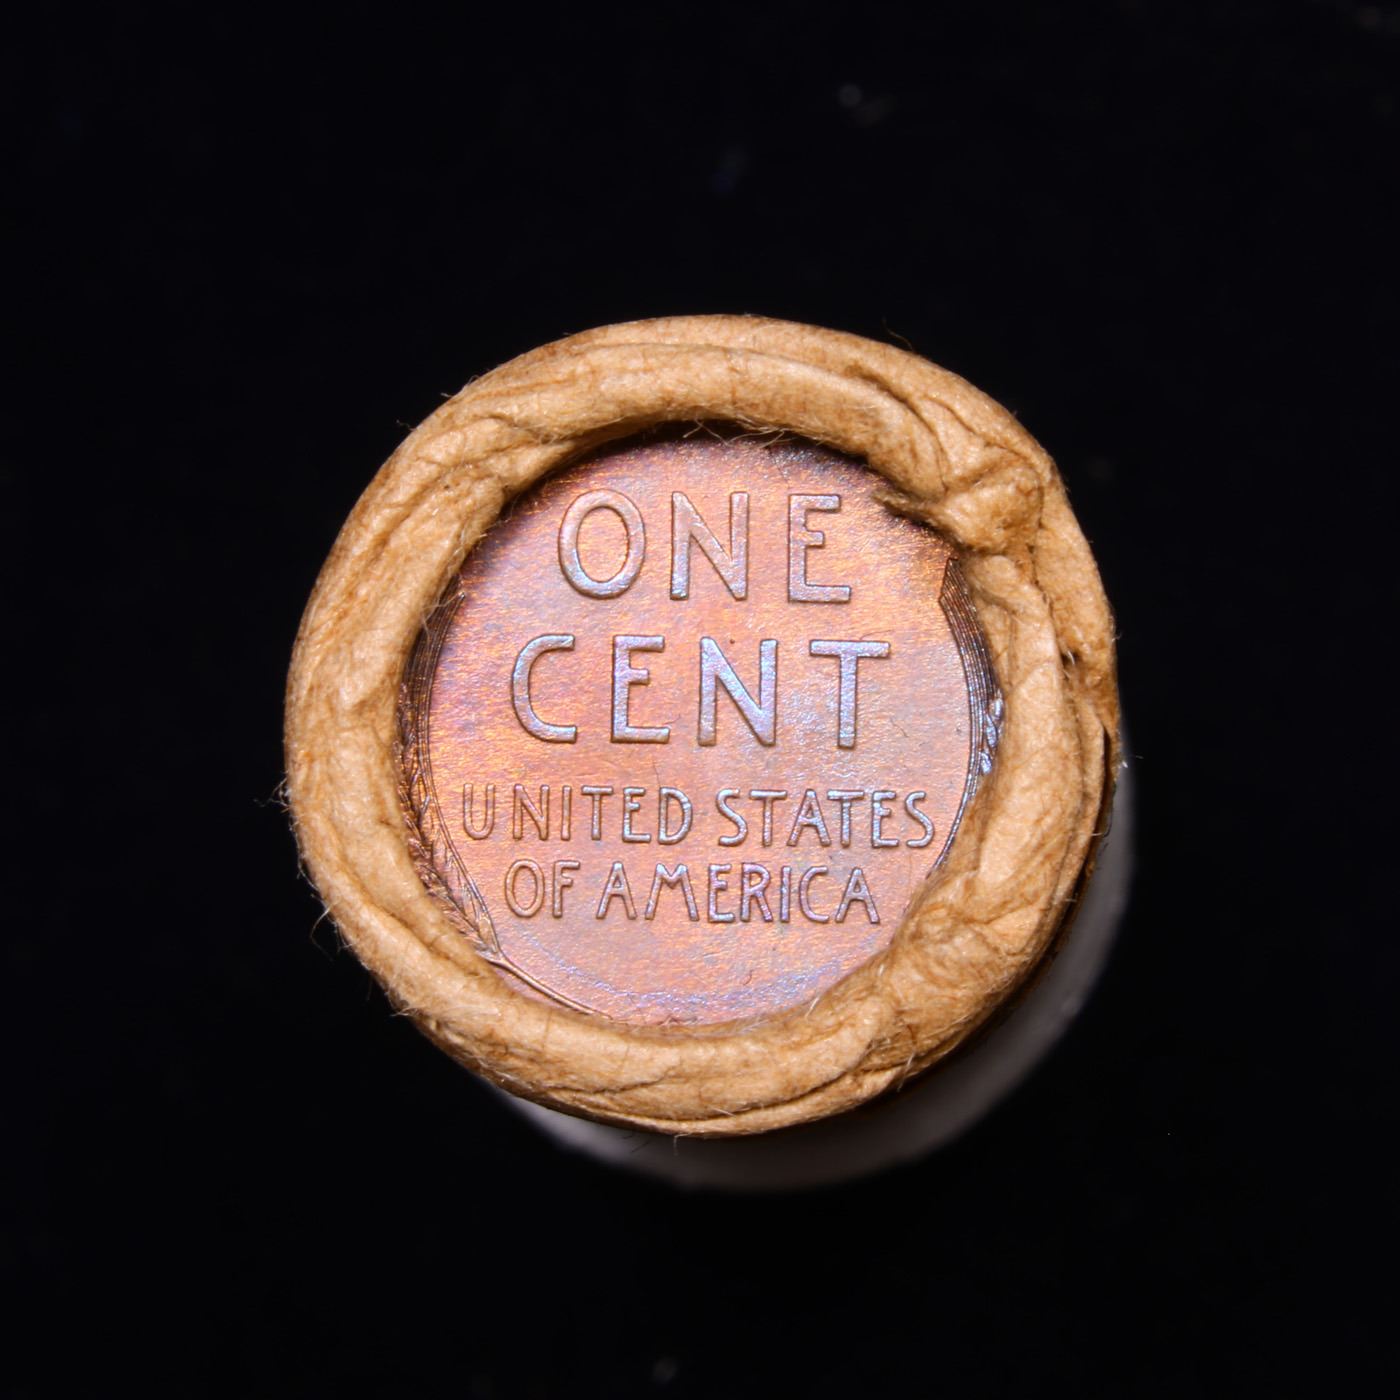 ONE
CENT
UNITED STATES
OF AMERICA